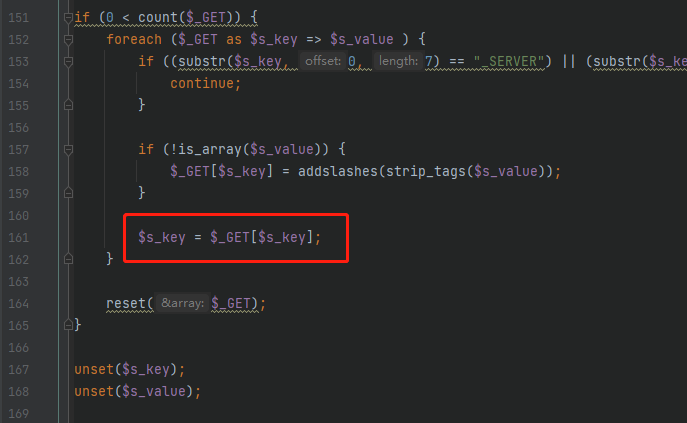 151 if (0 < count($_GET)) {
152 foreach ($_GET as $s_key => $s_value ) {
153 if ((substr($s_key, offset: 0, length: 7) == "_SERVER") || (substr($s_ke
154 continue;
155 }
156
157 if (!is_array($s_value)) {
158 $_GET[$s_key] = addslashes(strip_tags($s_value));
159 }
160
161 $s_key = $_GET[$s_key];
162 }
163
164 reset( &array: $_GET);
165 }
166
167 unset($s_key);
168 unset($s_value);
169